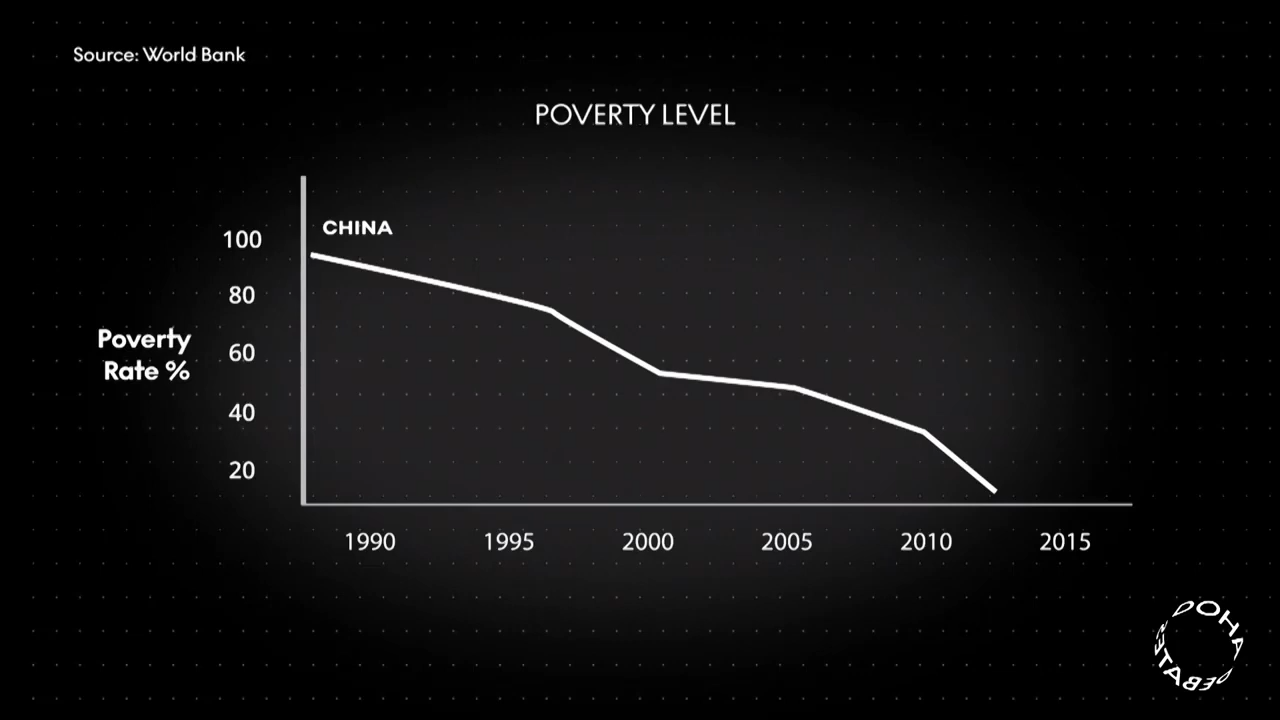 Source: World Bank
POVERTY LEVEL
CHINA
100
80
60
40
20
Poverty
Rate %
1990 1995 2000 2005 2010 2015
DOHA
DEBATES